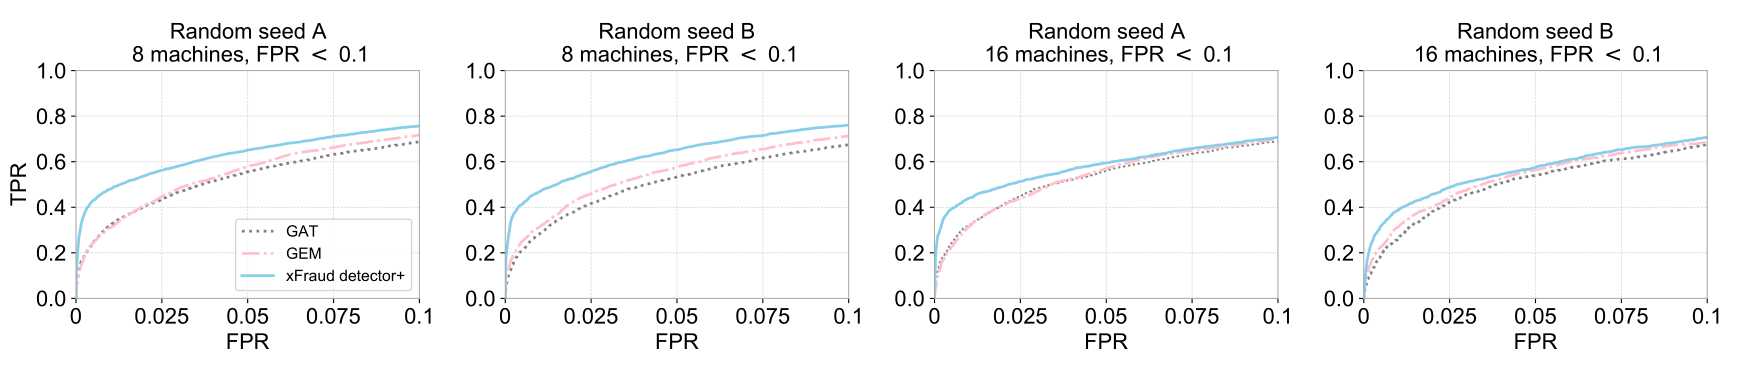 Random seed A
8 machines, FPR < 0.1
1.0
0.8
0.6
0.4
0.2
0.0
TPR
GAT
GEM
xFraud detector+
0 0.025 0.05 0.075 0.1
FPR
Random seed B
8 machines, FPR < 0.1
1.0
0.8
0.6
0.4
0.2
0.0
0 0.025 0.05 0.075 0.1
FPR
Random seed A
16 machines, FPR < 0.1
1.0
0.8
0.6
0.4
0.2
0.0
0 0.025 0.05 0.075 0.1
FPR
Random seed B
16 machines, FPR < 0.1
1.0
0.8
0.6
0.4
0.2
0.0
0 0.025 0.05 0.075 0.1
FPR